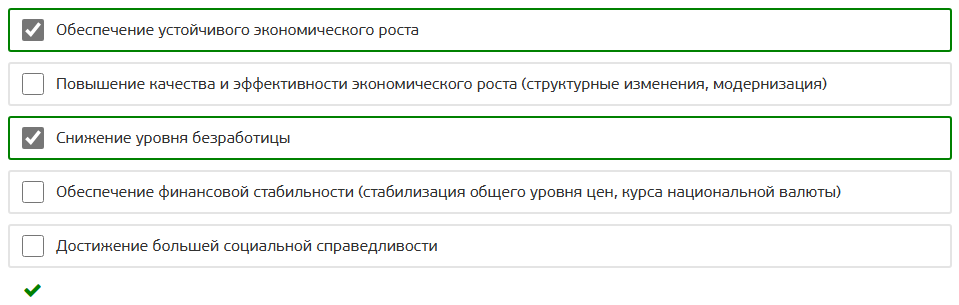 Обеспечение устойчивого экономического роста
Повышение качества и эффективности экономического роста (структурные изменения, модернизация)
Снижение уровня безработицы
Обеспечение финансовой стабильности (стабилизация общего уровня цен, курса национальной валюты)
Достижение большей социальной справедливости